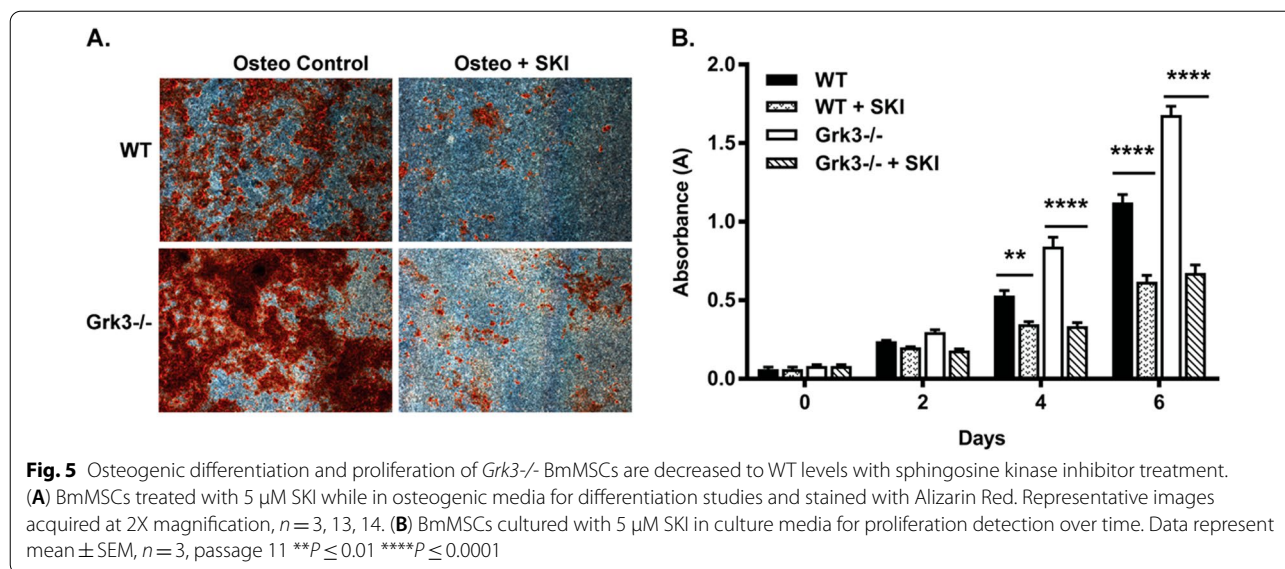 A.
Osteo Control
Osteo + SKI
WT
Grk3-/-
B.
2.0
1.5
1.0
0.5
0.0
Absorbance (A)
WT
WT + SKI
Grk3-/-
Grk3-/- + SKI
**
****
****
****
0
2
4
6
Days
Fig. 5 Osteogenic differentiation and proliferation of Grk3-/- BmMSCs are decreased to WT levels with sphingosine kinase inhibitor treatment.
(A) BmMSCs treated with 5 μM SKI while in osteogenic media for differentiation studies and stained with Alizarin Red. Representative images
acquired at 2X magnification, n = 3, 13, 14. (B) BmMSCs cultured with 5 μM SKI in culture media for proliferation detection over time. Data represent
mean ± SEM, n = 3, passage 11 **P ≤ 0.01 ****P ≤ 0.0001